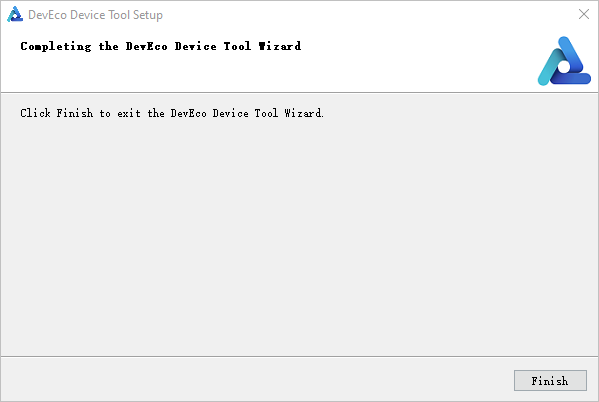 DevEco Device Tool Setup
Completing the DevEco Device Tool Wizard
Click Finish to exit the DevEco Device Tool Wizard.
Finish